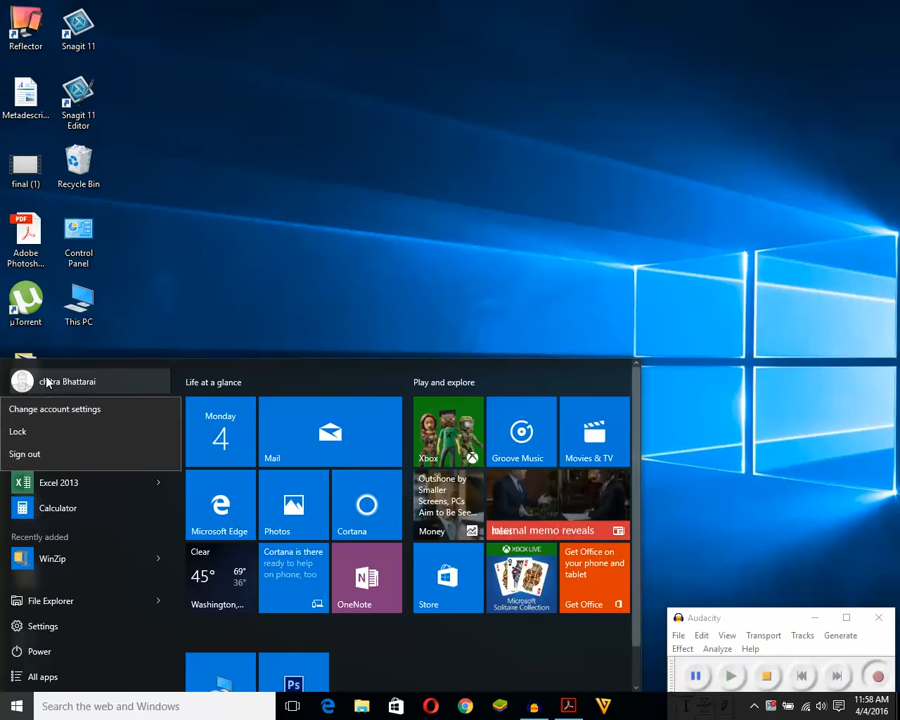 Reflector
Snagit 11
Metadescri...
Snagit 11
Editor
final (1)
Recycle Bin
PDF
Adobe
Photosh...
Control
Panel
µTorrent
This PC
Bhattarai
Change account settings
Lock
Sign out
Excel 2013
Calculator
Recently added
WinZip
File Explorer
Settings
Power
All apps
Life at a glance
Monday
4
Mail
Microsoft Edge
Photos
Cortana
Clear
45°
69°
36°
Washington,...
Cortana is there
ready to help
on phone, too
OneNote
Ps
Play and explore
Xbox
Groove Music
Movies & TV
Outshone by
Smaller
Screens, PCs
Aim to Be See...
Money
Internal memo reveals
Store
XBOX LIVE
Microsoft
Solitaire Collection
Get Office on
your phone and
tablet
Get Office
Audacity
File Edit View Transport Tracks Generate
Effect Analyze Help
Search the web and Windows
11:58 AM
4/4/2016